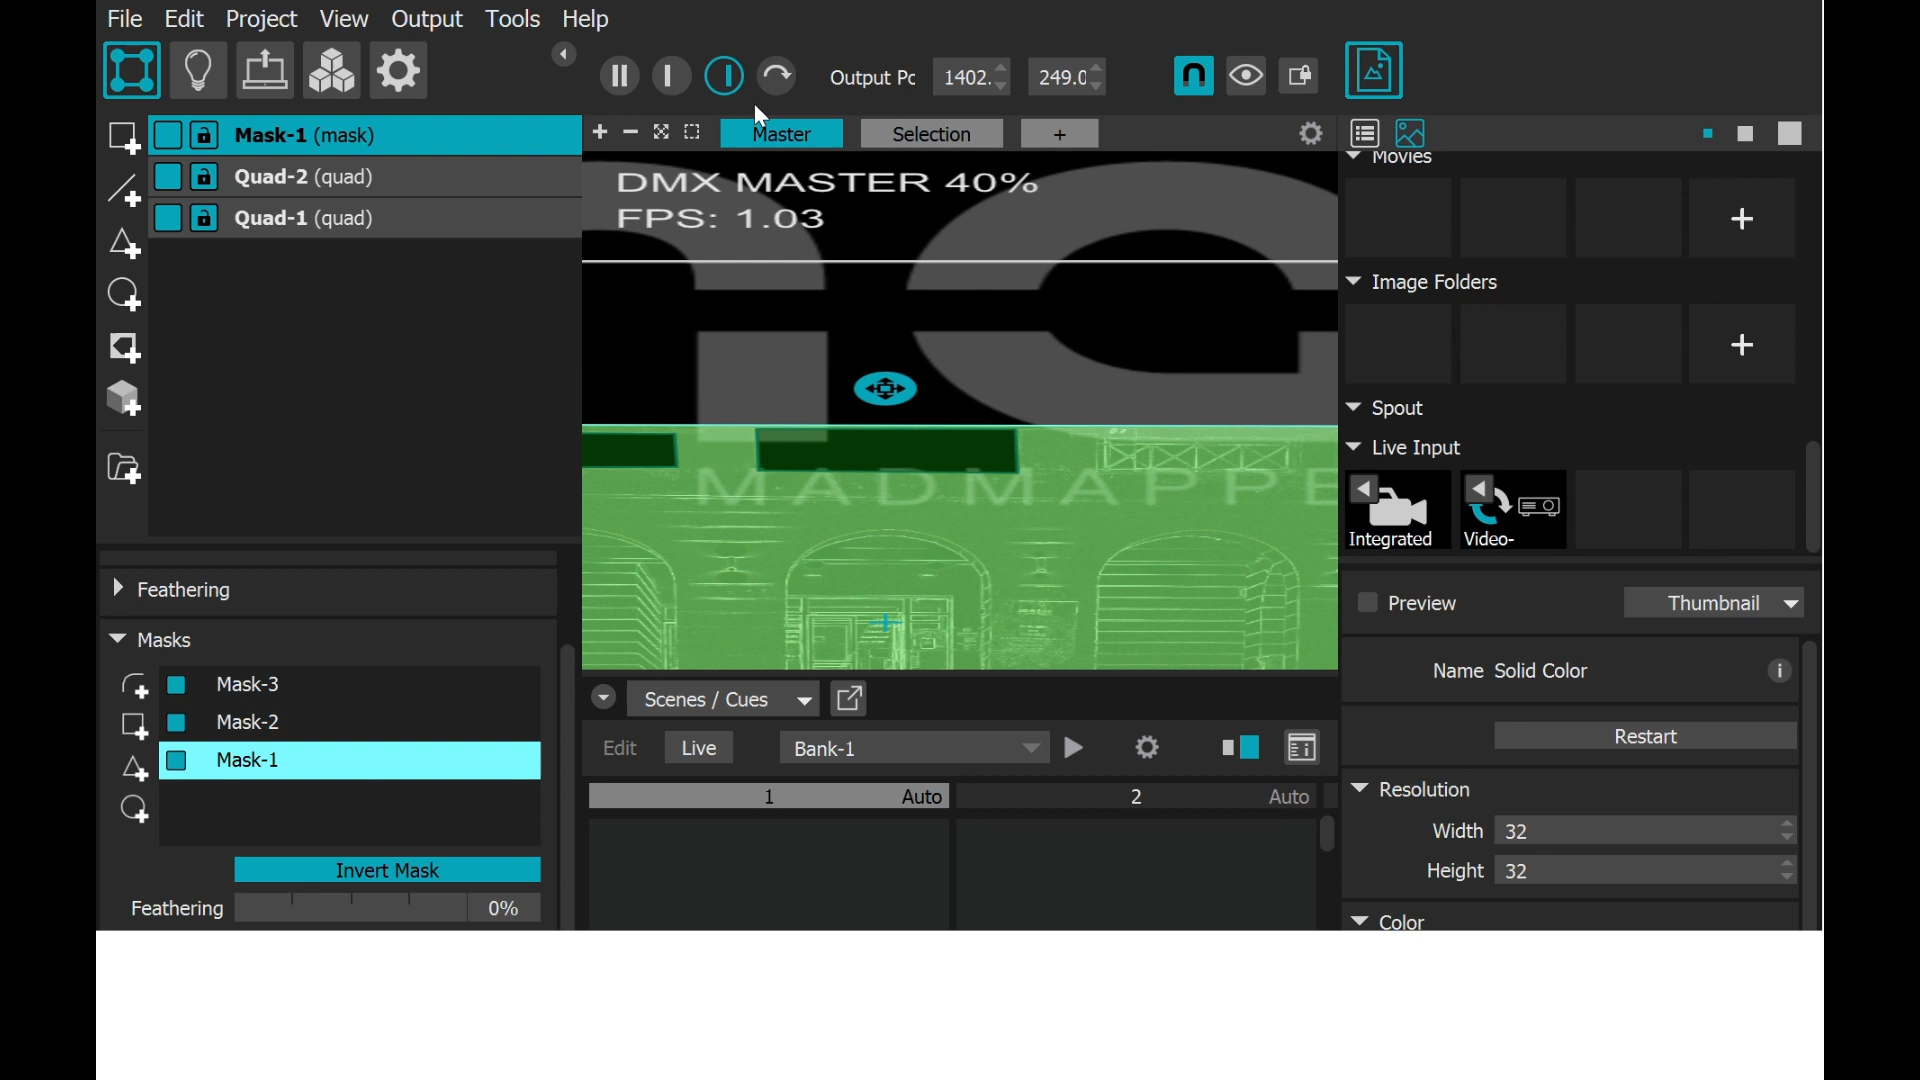 File Edit Project View Output Tools Help
Output Pc 1402. 249.0
Mask-1 (mask)
Quad-2 (quad)
Quad-1 (quad)
Master Selection +
DMX MASTER 40%
FPS: 1.03
MADMAPPE
Movies
Image Folders
Spout
Live Input
Integrated Video-
Preview Thumbnail
Name Solid Color
Restart
Resolution
Width 32
Height 32
Color
Feathering
Masks
Mask-3
Mask-2
Mask-1
Invert Mask
Feathering 0%
Scenes / Cues
Edit Live Bank-1
1 Auto 2 Auto